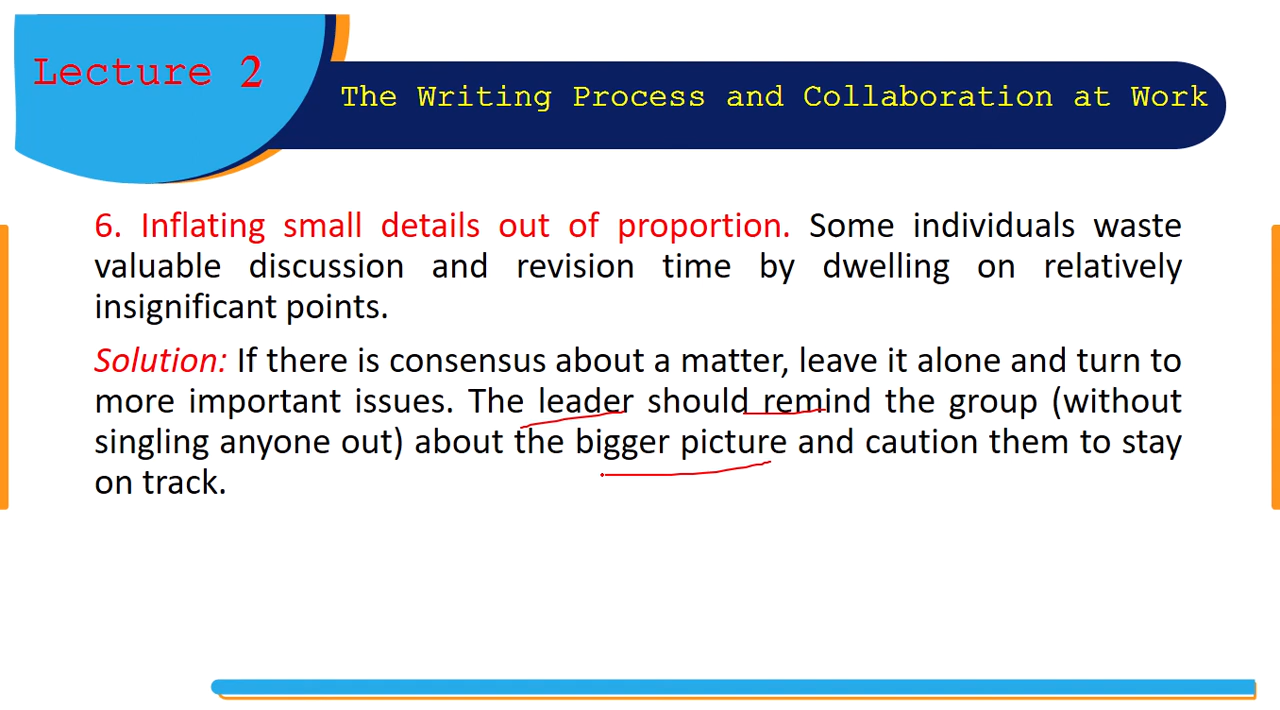 Lecture 2
The Writing Process and Collaboration at Work
6. Inflating small details out of proportion. Some individuals waste
valuable discussion and revision time by dwelling on relatively
insignificant points.
Solution: If there is consensus about a matter, leave it alone and turn to
more important issues. The leader should remind the group (without
singling anyone out) about the bigger picture and caution them to stay
on track.